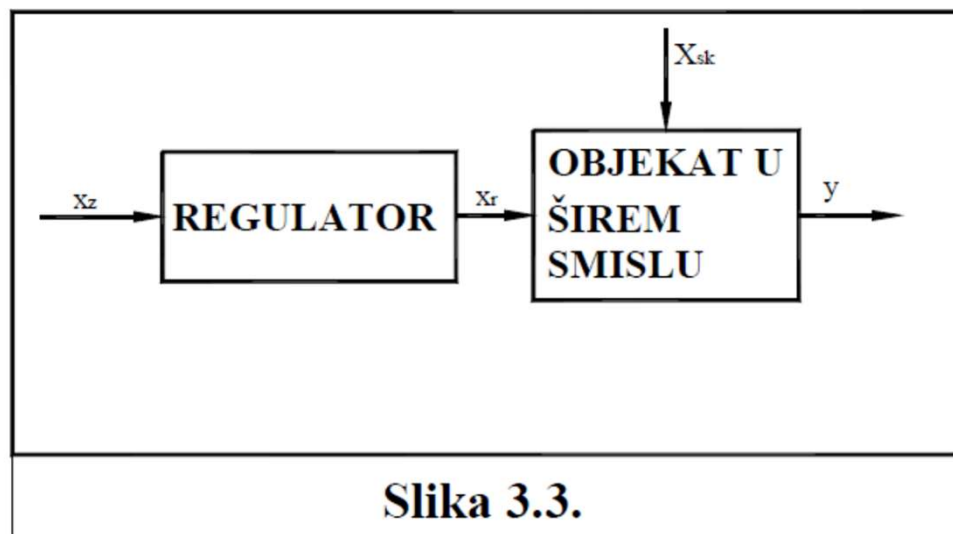 Xsk
OBJEKAT U
ŠIREM
SMISLU
xz
REGULATOR
xr
y
Slika 3.3.